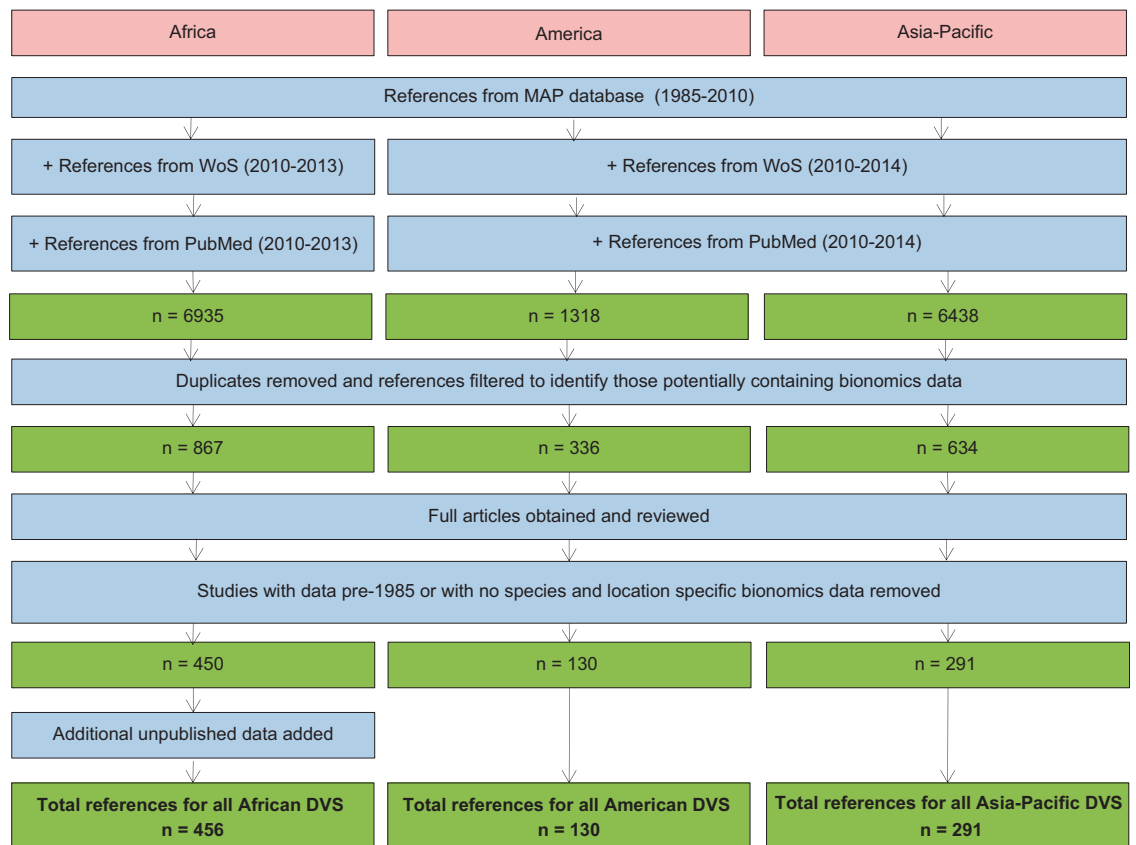 Africa
America
Asia-Pacific
References from MAP database (1985-2010)
+ References from WoS (2010-2013)
+ References from WoS (2010-2014)
+ References from PubMed (2010-2013)
+ References from PubMed (2010-2014)
n = 6935
n = 1318
n = 6438
Duplicates removed and references filtered to identify those potentially containing bionomics data
n = 867
n = 336
n = 634
Full articles obtained and reviewed
Studies with data pre-1985 or with no species and location specific bionomics data removed
n = 450
n = 130
n = 291
Additional unpublished data added
Total references for all African DVS
n = 456
Total references for all American DVS
n = 130
Total references for all Asia-Pacific DVS
n = 291